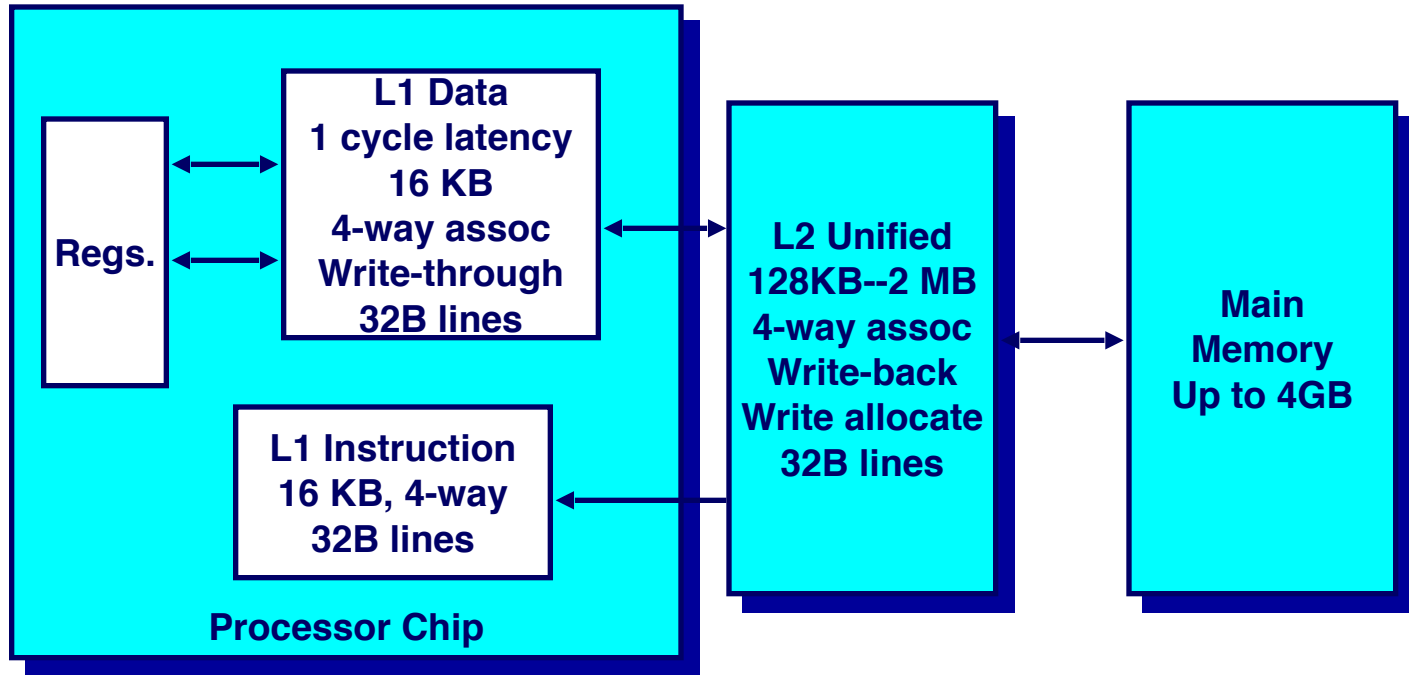 L1 Data
1 cycle latency
16 KB
4-way assoc
Write-through
32B lines
Regs.
L1 Instruction
16 KB, 4-way
32B lines
Processor Chip
L2 Unified
128KB--2 MB
4-way assoc
Write-back
Write allocate
32B lines
Main
Memory
Up to 4GB